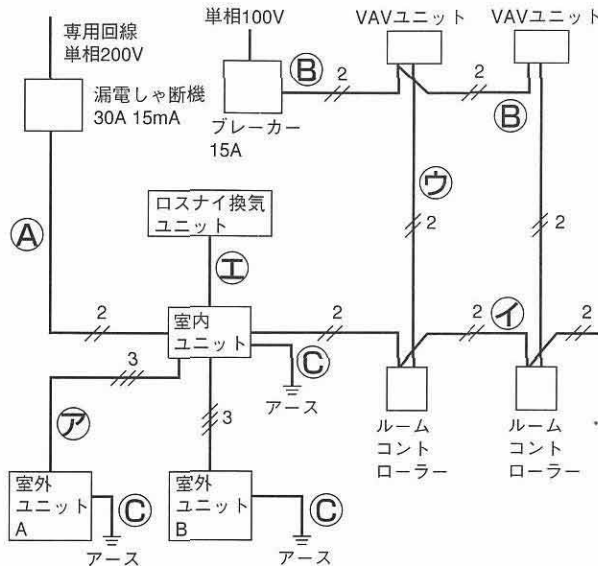 専用回線
単相200V
単相100V
VAVユニット
VAVユニット
Ⓑ
2
2
Ⓑ
漏電しゃ断機
30A 15mA
ブレーカー
15A
Ⓐ
ロスナイ換気
ユニット
㋒
2
2
㋓
2
室内
ユニット
2
2
㋑
2
3
Ⓒ
アース
㋐
3
ルーム
コント
ローラー
ルーム
コント
ローラー
室外
ユニット
A
Ⓒ
アース
室外
ユニット
B
Ⓒ
アース